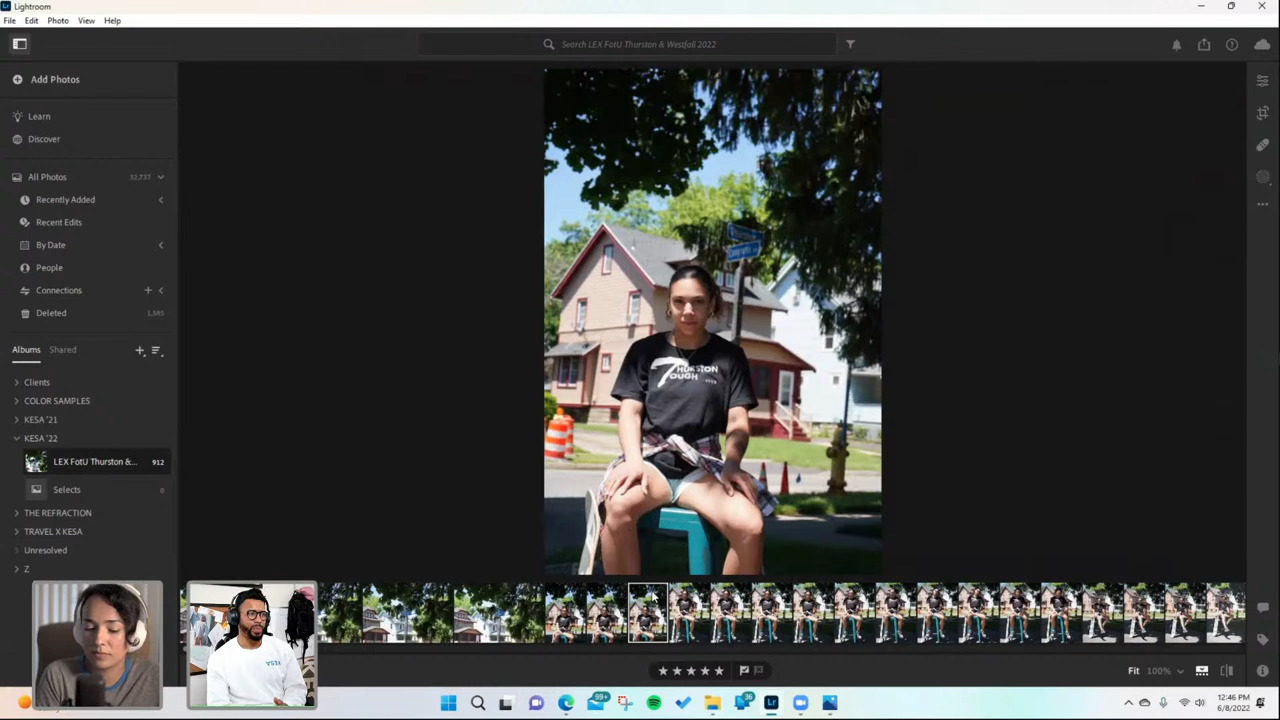 Lightroom
File Edit Photo View Help
Search LEX FotU Thurston & Westfall 2022
Add Photos
Learn
Discover
All Photos 32,737
Recently Added
Recent Edits
By Date
People
Connections
Deleted 1,585
Albums Shared
Clients
COLOR SAMPLES
KESA '21
KESA '22
LEX FotU Thurston &... 912
Selects 0
THE REFRACTION
TRAVEL X KESA
Unresolved
Z
THURSTON
TOUGH
Fit 100%
99+
36
12:46 PM
6/8/2022